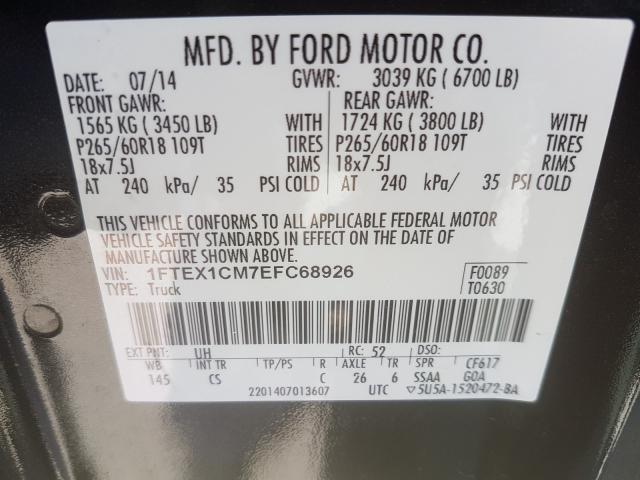 MFD. BY FORD MOTOR CO.
DATE: 07/14 GVWR: 3039 KG ( 6700 LB)
FRONT GAWR: REAR GAWR:
1565 KG ( 3450 LB) WITH 1724 KG ( 3800 LB) WITH
P265/60R18 109T TIRES P265/60R18 109T TIRES
18x7.5J RIMS 18x7.5J RIMS
AT 240 kPa/ 35 PSI COLD AT 240 kPa/ 35 PSI COLD
THIS VEHICLE CONFORMS TO ALL APPLICABLE FEDERAL MOTOR
VEHICLE SAFETY STANDARDS IN EFFECT ON THE DATE OF
MANUFACTURE SHOWN ABOVE.
VIN: 1FTEX1CM7EFC68926 F0089
TYPE: Truck T0630
EXT PNT: UH RC: 52 DSO:
WB INT TR TP/PS R AXLE TR SPR CF617
145 CS C 26 6 SSAA GOA
2201407013607 UTC ▽5U5A-1520472-BA